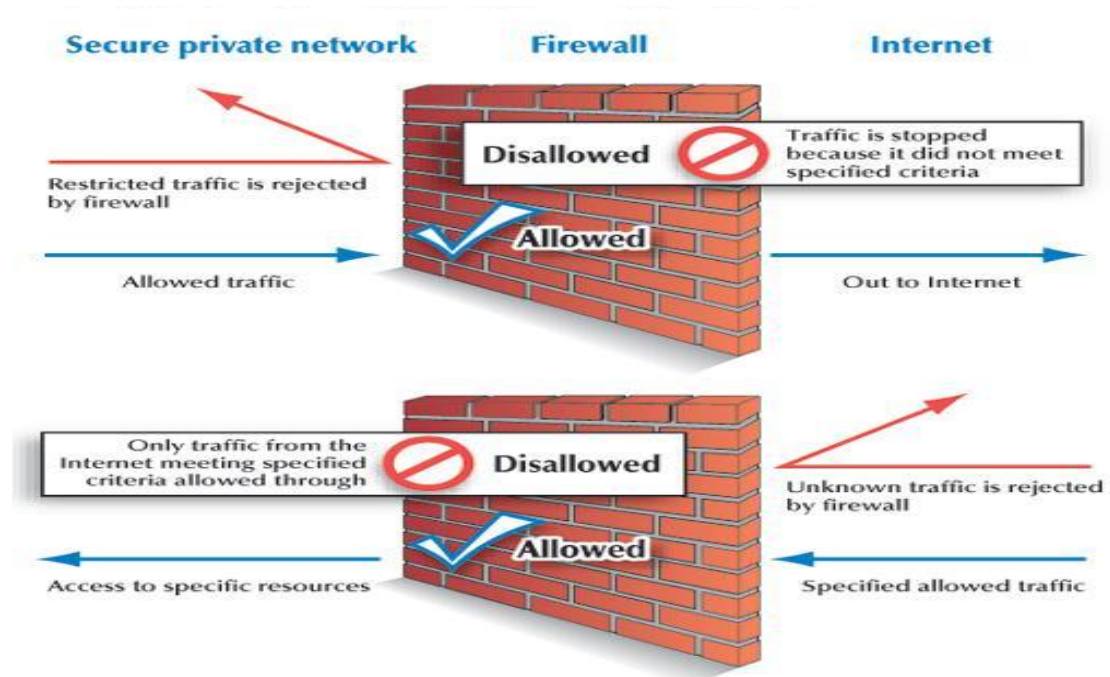 Secure private network
Firewall
Internet
Disallowed
Traffic is stopped
because it did not meet
specified criteria
Restricted traffic is rejected
by firewall
Allowed
Allowed traffic
Out to Internet
Only traffic from the
Internet meeting specified
criteria allowed through
Disallowed
Unknown traffic is rejected
by firewall
Allowed
Access to specific resources
Specified allowed traffic